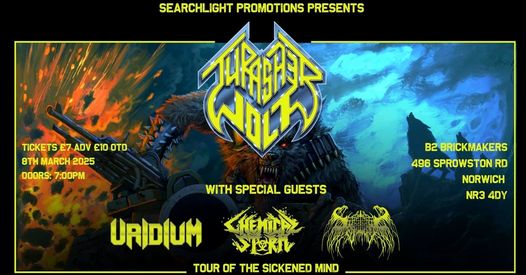 SEARCHLIGHT PROMOTIONS PRESENTS
THRASHER
WOLF
TICKETS £7 ADV £10 OTD
8TH MARCH 2025
DOORS: 7:00PM
B2 BRICKMAKERS
496 SPROWSTON RD
NORWICH
NR3 4DY
WITH SPECIAL GUESTS
URIDIUM
CHEMICAL
STORM
TOUR OF THE SICKENED MIND